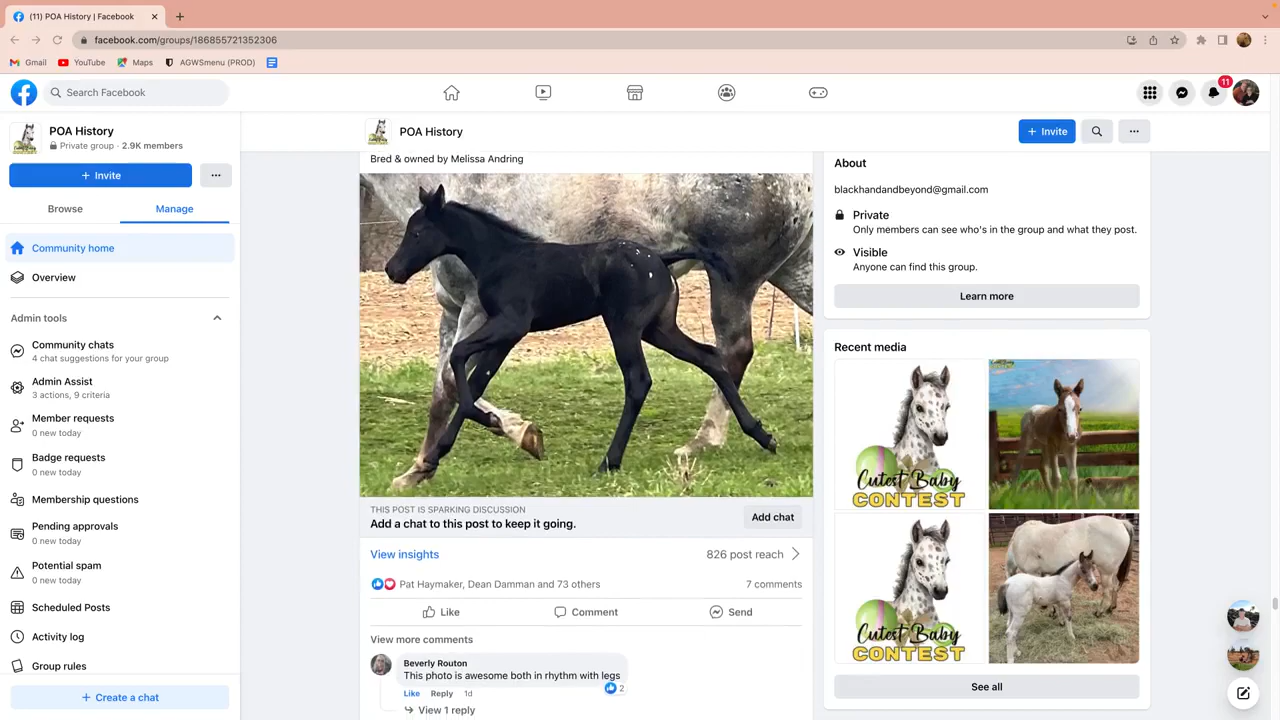 (11) POA History | Facebook
facebook.com/groups/186855721352306
Gmail
YouTube
Maps
AGWSmenu (PROD)
Search Facebook
11
POA History
Private group · 2.9K members
+ Invite
Browse
Manage
Community home
Overview
Admin tools
Community chats
4 chat suggestions for your group
Admin Assist
3 actions, 9 criteria
Member requests
0 new today
Badge requests
0 new today
Membership questions
Pending approvals
0 new today
Potential spam
0 new today
Scheduled Posts
Activity log
Group rules
+ Create a chat
POA History
+ Invite
Bred & owned by Melissa Andring
THIS POST IS SPARKING DISCUSSION
Add a chat to this post to keep it going.
Add chat
View insights
826 post reach
Pat Haymaker, Dean Damman and 73 others
7 comments
Like
Comment
Send
View more comments
Beverly Routon
This photo is awesome both in rhythm with legs
2
Like Reply 1d
View 1 reply
About
blackhandandbeyond@gmail.com
Private
Only members can see who's in the group and what they post.
Visible
Anyone can find this group.
Learn more
Recent media
Cutest Baby
CONTEST
Cutest Baby
CONTEST
See all